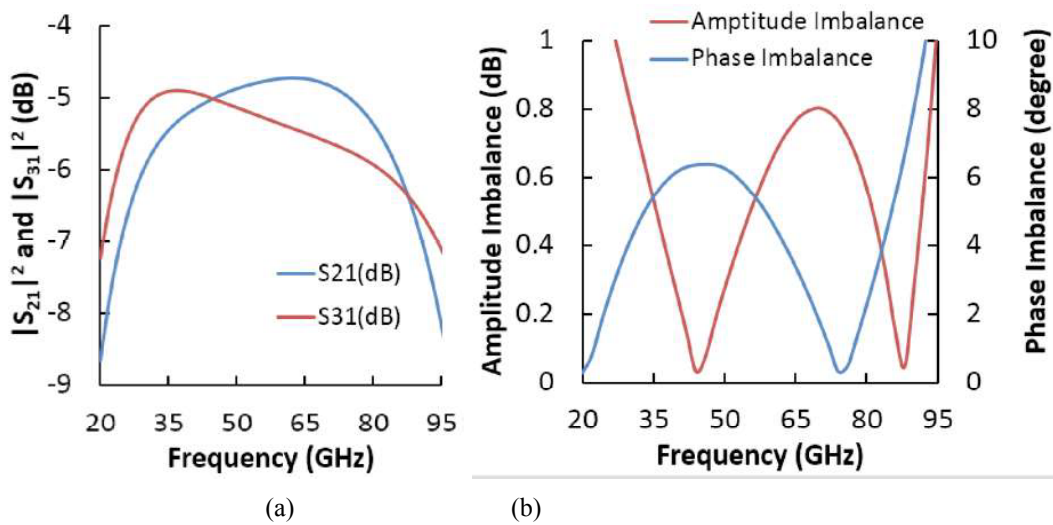 |S₂₁|² and |S₃₁|² (dB)
-4
-5
-6
-7
-8
-9
S21(dB)
S31(dB)
20 35 50 65 80 95
Frequency (GHz)
(a)
Amptitude Imbalance
Phase Imbalance
Amplitude Imbalance (dB)
1
0.8
0.6
0.4
0.2
0
Phase Imbalance (degree)
10
8
6
4
2
0
20 35 50 65 80 95
Frequency (GHz)
(b)